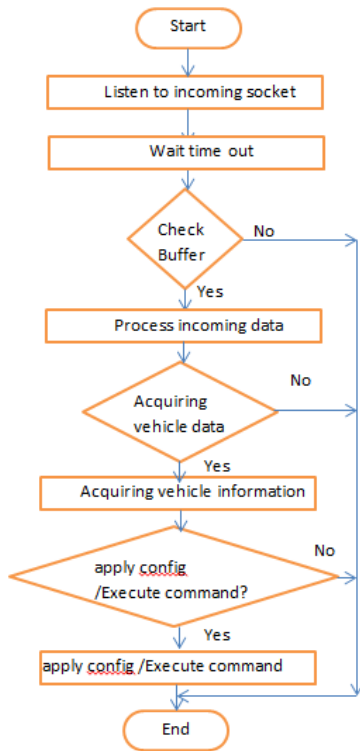 Start
Listen to incoming socket
Wait time out
Check
Buffer
No
Yes
Process incoming data
No
Acquiring
vehicle data
Yes
Acquiring vehicle information
No
apply config
/Execute command?
Yes
apply config /Execute command
End